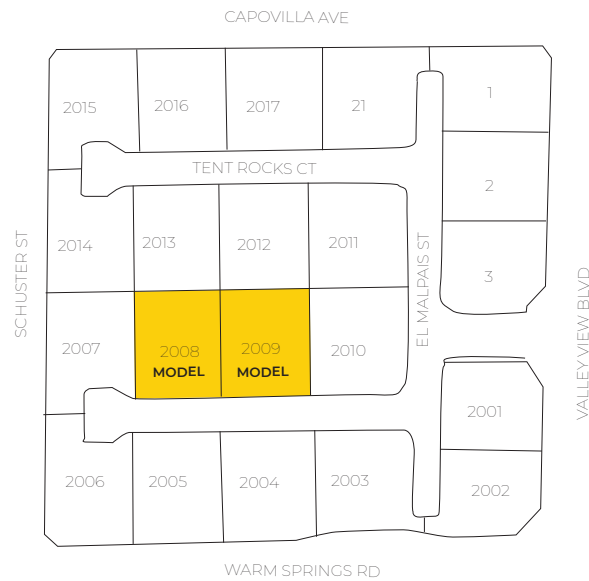 CAPOVILLA AVE
2015
2016
2017
21
1
TENT ROCKS CT
2
SCHUSTER ST
2014
2013
2012
2011
EL MALPAIS ST
3
VALLEY VIEW BLVD
2007
2008
MODEL
2009
MODEL
2010
2001
2006
2005
2004
2003
2002
WARM SPRINGS RD